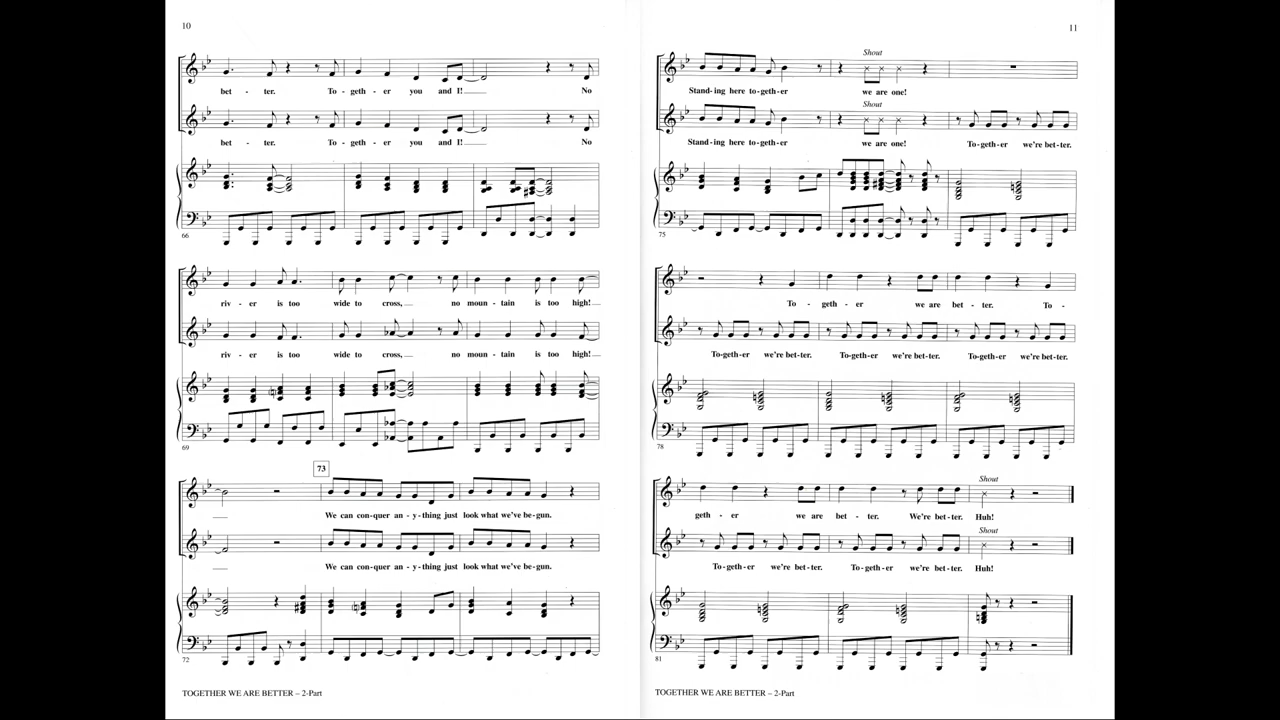 10
bet - ter. To - geth - er you and I! No
bet - ter. To - geth - er you and I! No
66
riv - er is too wide to cross, no moun - tain is too high!
riv - er is too wide to cross, no moun - tain is too high!
69
73
We can con - quer an - y - thing just look what we've be - gun.
We can con - quer an - y - thing just look what we've be - gun.
72
TOGETHER WE ARE BETTER – 2-Part
11
Shout
Stand - ing here to - geth - er we are one!
Shout
Stand - ing here to - geth - er we are one! To - geth - er we're bet - ter.
75
To - geth - er we are bet - ter. To -
To - geth - er we're bet - ter. To - geth - er we're bet - ter. To - geth - er we're bet - ter.
78
Shout
geth - er we are bet - ter. We're bet - ter. Huh!
Shout
To - geth - er we're bet - ter. To - geth - er we're bet - ter. Huh!
81
TOGETHER WE ARE BETTER – 2-Part